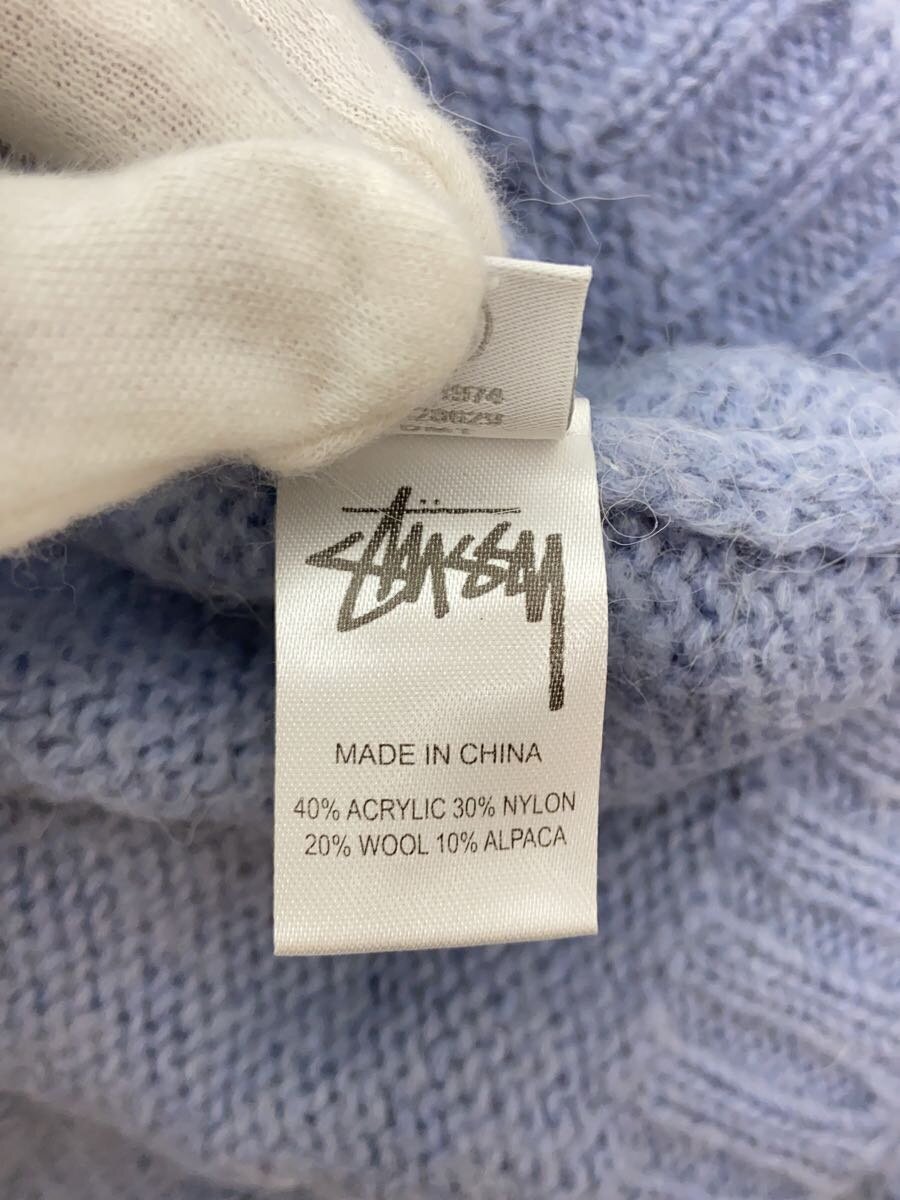 Stüssy
MADE IN CHINA
40% ACRYLIC 30% NYLON
20% WOOL 10% ALPACA